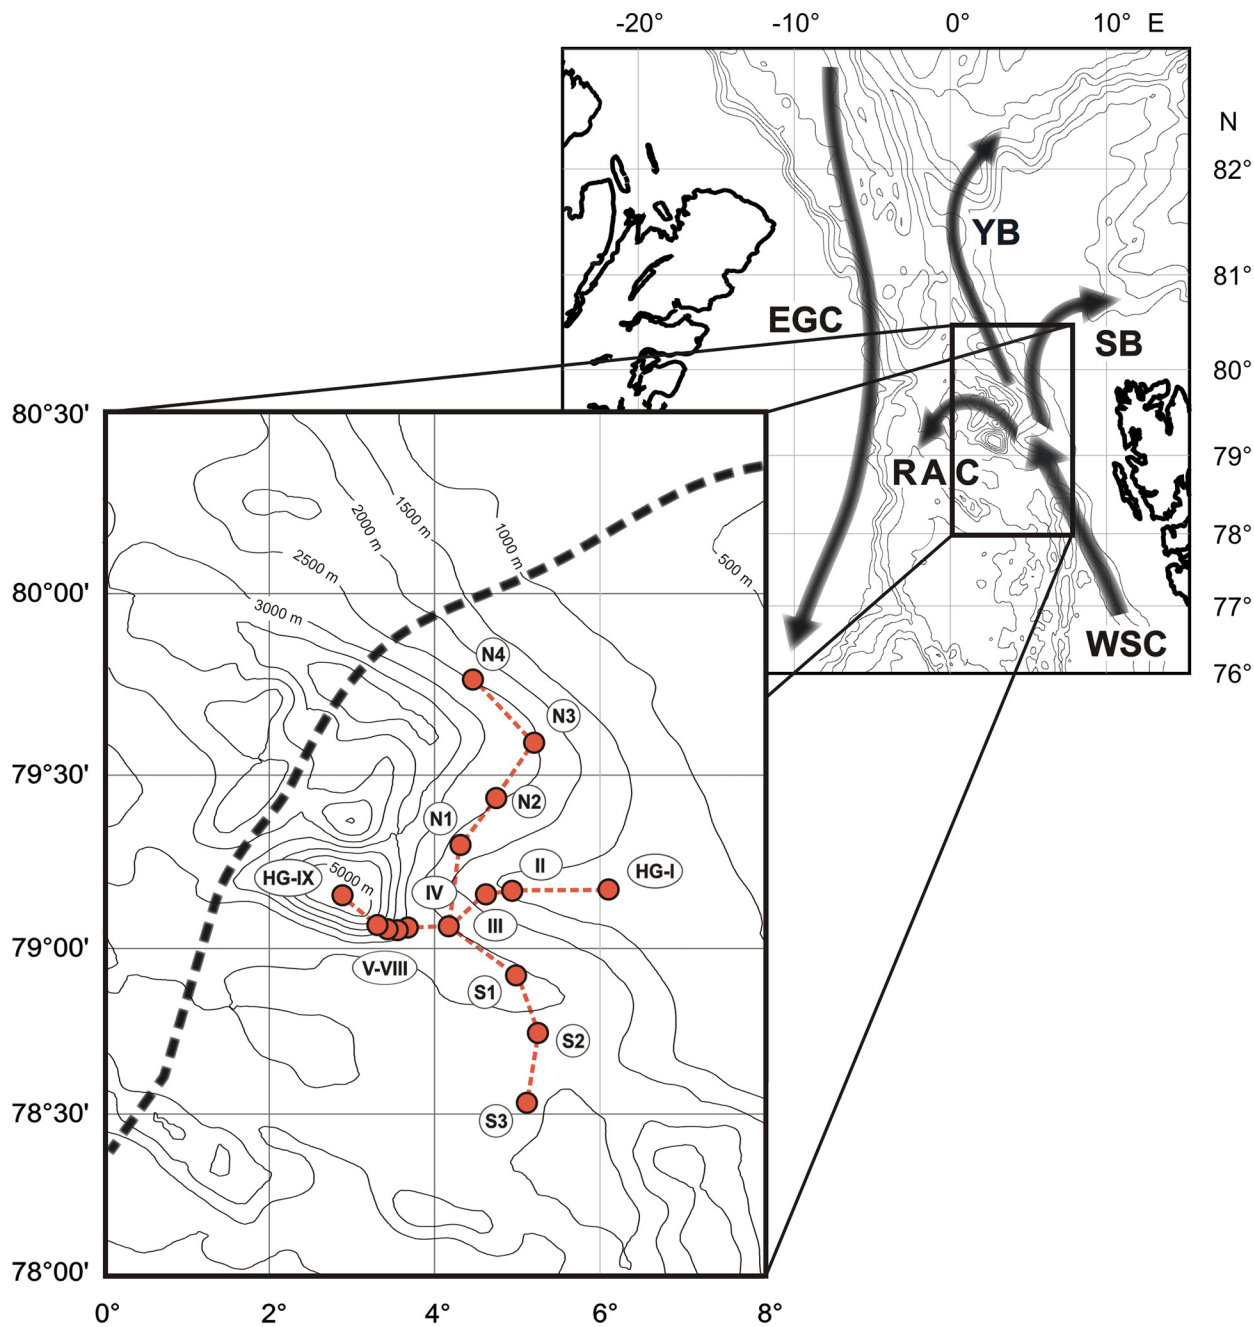 -20° -10° 0° 10° E
N
82°
YB
81°
EGC
SB
80°
80°30'
79°
RAC
1500 m
2000 m
1000 m
78°
2500 m
500 m
80°00'
3000 m
77°
WSC
N4
76°
N3
79°30'
N2
N1
II
HG-I
5000 m
HG-IX
IV
III
79°00'
V-VIII
S1
S2
78°30'
S3
78°00'
0° 2° 4° 6° 8°